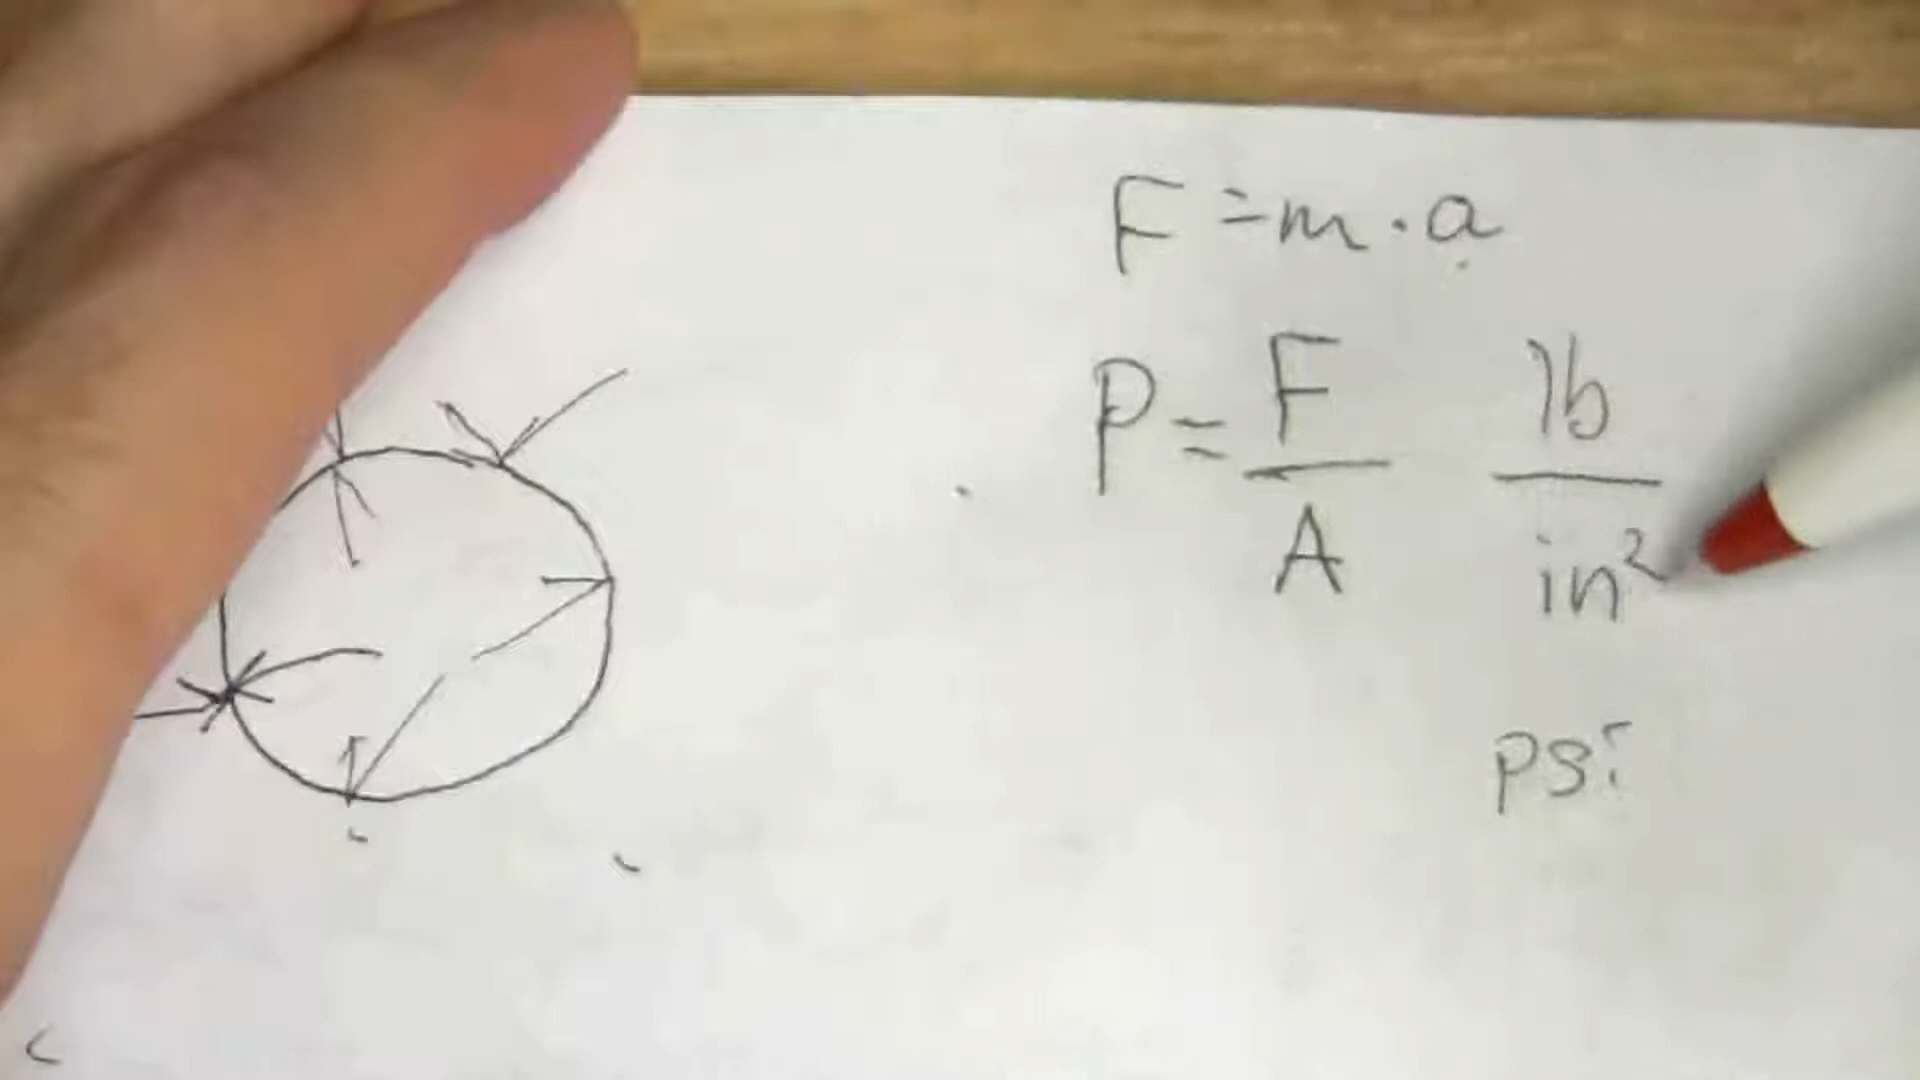 F = m · a
P = F/A lb/in²
psi